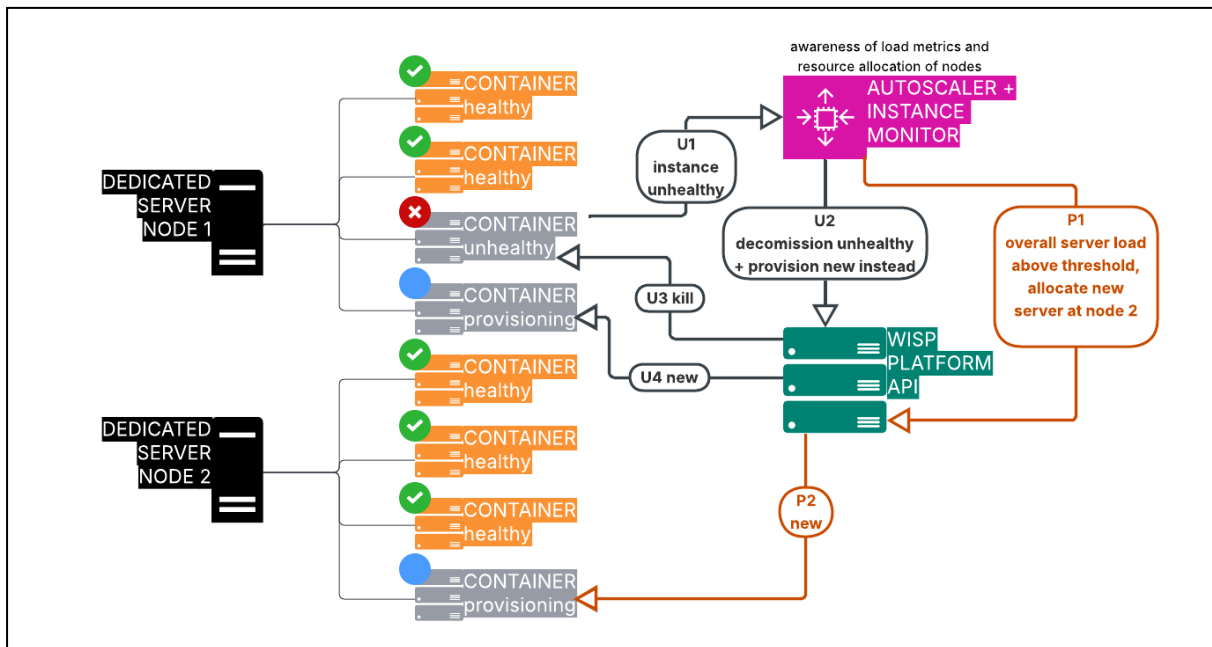 awareness of load metrics and
resource allocation of nodes
AUTOSCALER +
INSTANCE
MONITOR
DEDICATED
SERVER
NODE 1
CONTAINER
healthy
CONTAINER
healthy
CONTAINER
unhealthy
CONTAINER
provisioning
U1
instance
unhealthy
U2
decomission unhealthy
+ provision new instead
U3 kill
U4 new
P1
overall server load
above threshold,
allocate new
server at node 2
WISP
PLATFORM
API
DEDICATED
SERVER
NODE 2
CONTAINER
healthy
CONTAINER
healthy
CONTAINER
healthy
CONTAINER
provisioning
P2
new